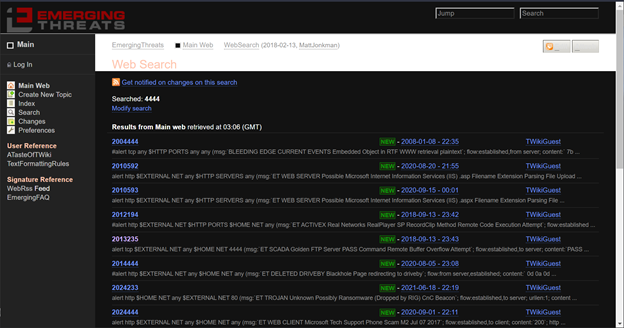 EMERGING
THREATS
Jump
Search
Main
Log In
Main Web
Create New Topic
Index
Search
Changes
Preferences
User Reference
ATasteOfTWiki
TextFormattingRules
Signature Reference
WebRss Feed
EmergingFAQ
EmergingThreats
Main Web
WebSearch (2018-02-13, MattJonkman)
...
...
Web Search
Get notified on changes on this search
Searched: 4444
Modify search
Results from Main web retrieved at 03:06 (GMT)
2004444 NEW - 2008-01-08 - 22:35 TWikiGuest
#alert tcp any $HTTP PORTS any any (msg:`BLEEDING EDGE CURRENT EVENTS Embedded Object In RTF WWW retrieval plaintext`; flow:established,from server; content:` 7b ...
2010592 NEW - 2020-08-20 - 21:55 TWikiGuest
alert http $EXTERNAL NET any $HTTP SERVERS any (msg:`ET WEB SERVER Possible Microsoft Internet Information Services (IIS) .asp Filename Extension Parsing File Upload ...
2010593 NEW - 2020-09-15 - 00:01 TWikiGuest
alert http $EXTERNAL NET any $HTTP SERVERS any (msg:`ET WEB SERVER Possible Microsoft Internet Information Services (IIS) .aspx Filename Extension Parsing File ...
2012194 NEW - 2018-09-13 - 23:42 TWikiGuest
#alert http $EXTERNAL NET $HTTP PORTS $HOME NET any (msg:`ET ACTIVEX Real Networks RealPlayer SP RecordClip Method Remote Code Execution Attempt`; flow:established ...
2013235 NEW - 2018-09-13 - 23:43 TWikiGuest
alert tcp $EXTERNAL NET any $HOME NET 4444 (msg:`ET SCADA Golden FTP Server PASS Command Remote Buffer Overflow Attempt`; flow:established,to server; content:`PASS ...
2014444 NEW - 2020-08-05 - 23:08 TWikiGuest
#alert http $EXTERNAL NET any $HOME NET any (msg:`ET DELETED DRIVEBY Blackhole Page redirecting to driveby`; flow:from server,established; content:` 0d 0a 0d ...
2024233 NEW - 2021-06-18 - 22:19 TWikiGuest
alert http $HOME NET any $EXTERNAL NET 80 (msg:`ET TROJAN Unknown Possibly Ransomware (Dropped by RIG) CnC Beacon`; flow:established,to server; urilen:1; content ...
2024444 NEW - 2020-09-01 - 22:11 TWikiGuest
alert http $EXTERNAL NET any $HOME NET any (msg:`ET WEB CLIENT Microsoft Tech Support Phone Scam M2 Jul 07 2017`; flow:established,to client; content:`200`; http ...